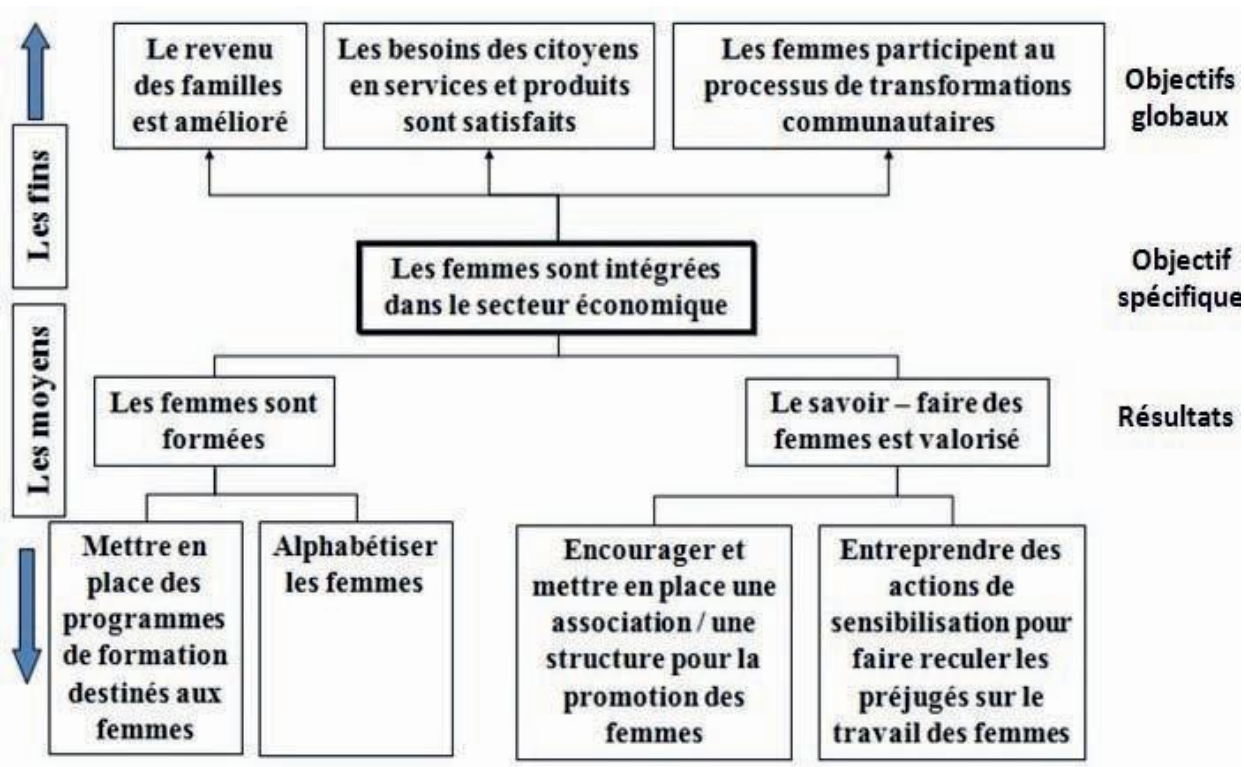 Le revenu
des familles
est amélioré
Les besoins des citoyens
en services et produits
sont satisfaits
Les femmes participent au
processus de transformations
communautaires
Objectifs
globaux
Les fins
Les femmes sont intégrées
dans le secteur économique
Objectif
spécifique
Les moyens
Les femmes sont
formées
Le savoir – faire des
femmes est valorisé
Résultats
Mettre en
place des
programmes
de formation
destinés aux
femmes
Alphabétiser
les femmes
Encourager et
mettre en place une
association / une
structure pour la
promotion des
femmes
Entreprendre des
actions de
sensibilisation pour
faire reculer les
préjugés sur le
travail des femmes